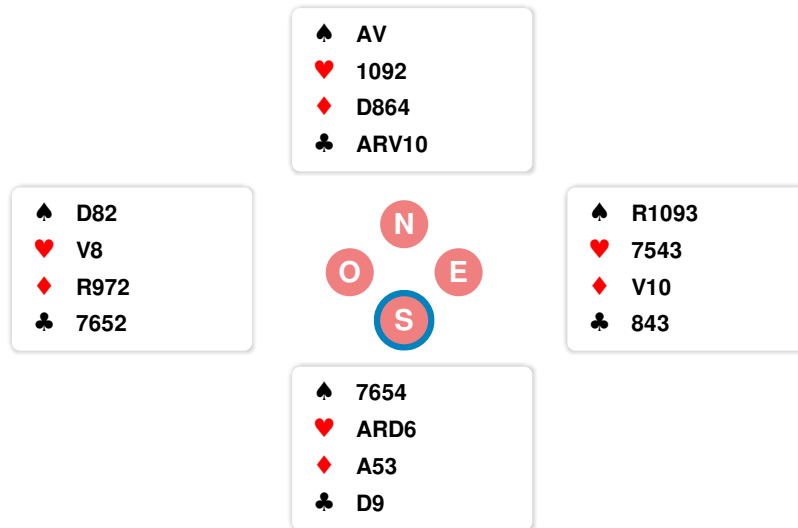 ♠ AV
♥ 1092
♦ D864
♣ ARV10
♠ D82
♥ V8
♦ R972
♣ 7652
N
O E
S
♠ R1093
♥ 7543
♦ V10
♣ 843
♠ 7654
♥ ARD6
♦ A53
♣ D9